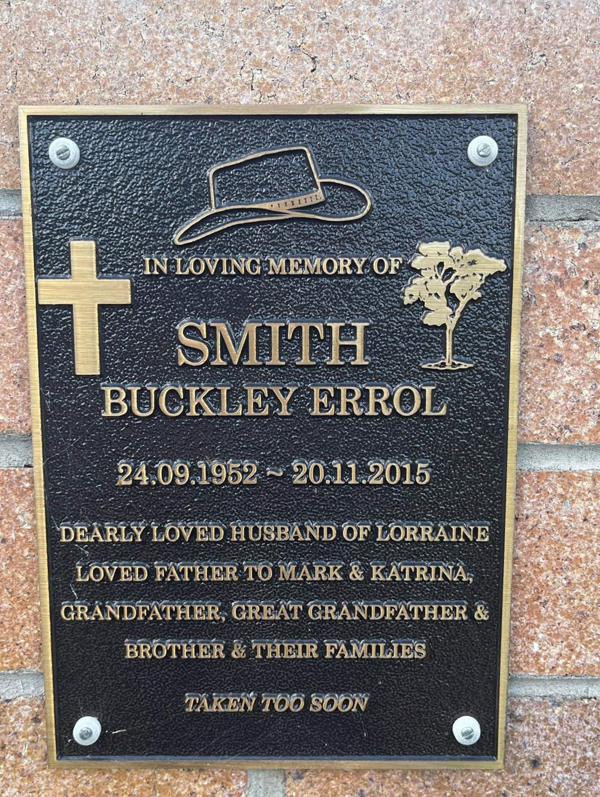 IN LOVING MEMORY OF
SMITH
BUCKLEY ERROL
24.09.1952 ~ 20.11.2015
DEARLY LOVED HUSBAND OF LORRAINE
LOVED FATHER TO MARK & KATRINA,
GRANDFATHER, GREAT GRANDFATHER &
BROTHER & THEIR FAMILIES
TAKEN TOO SOON